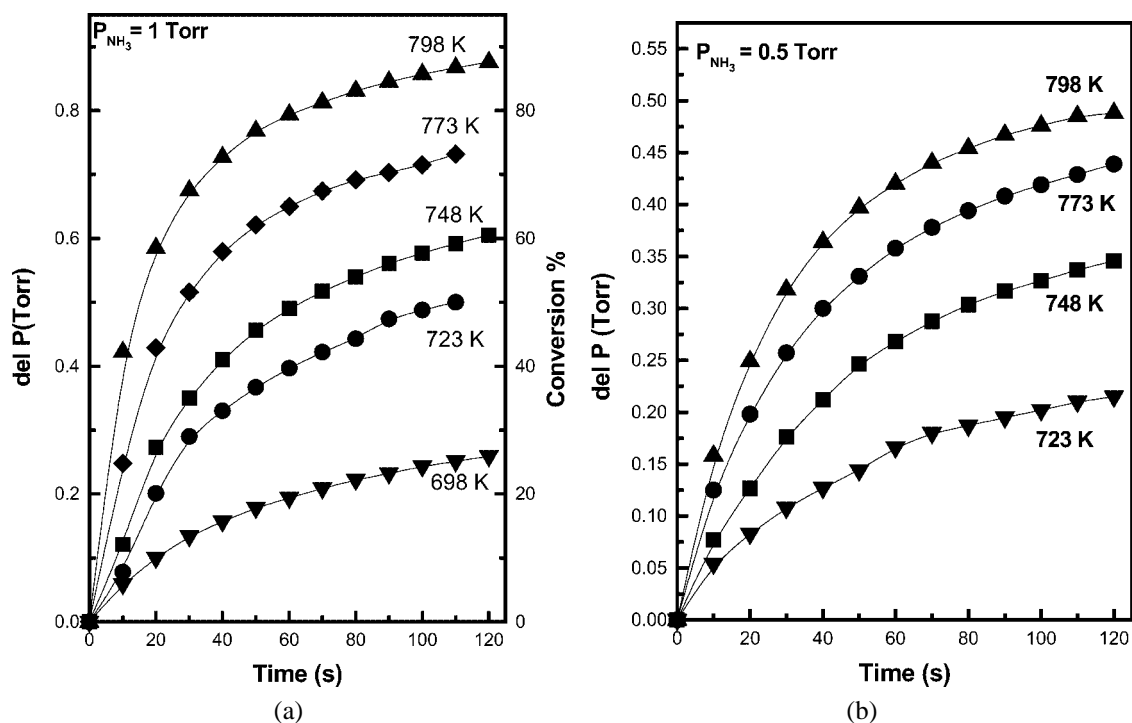 P_NH₃ = 1 Torr
798 K
773 K
748 K
723 K
698 K
0.8
0.6
0.4
0.2
0.0
del P(Torr)
80
60
40
20
0
Conversion %
0 20 40 60 80 100 120
Time (s)
(a)
P_NH₃ = 0.5 Torr
798 K
773 K
748 K
723 K
0.55
0.50
0.45
0.40
0.35
0.30
0.25
0.20
0.15
0.10
0.05
0.00
del P (Torr)
0 20 40 60 80 100 120
Time (s)
(b)